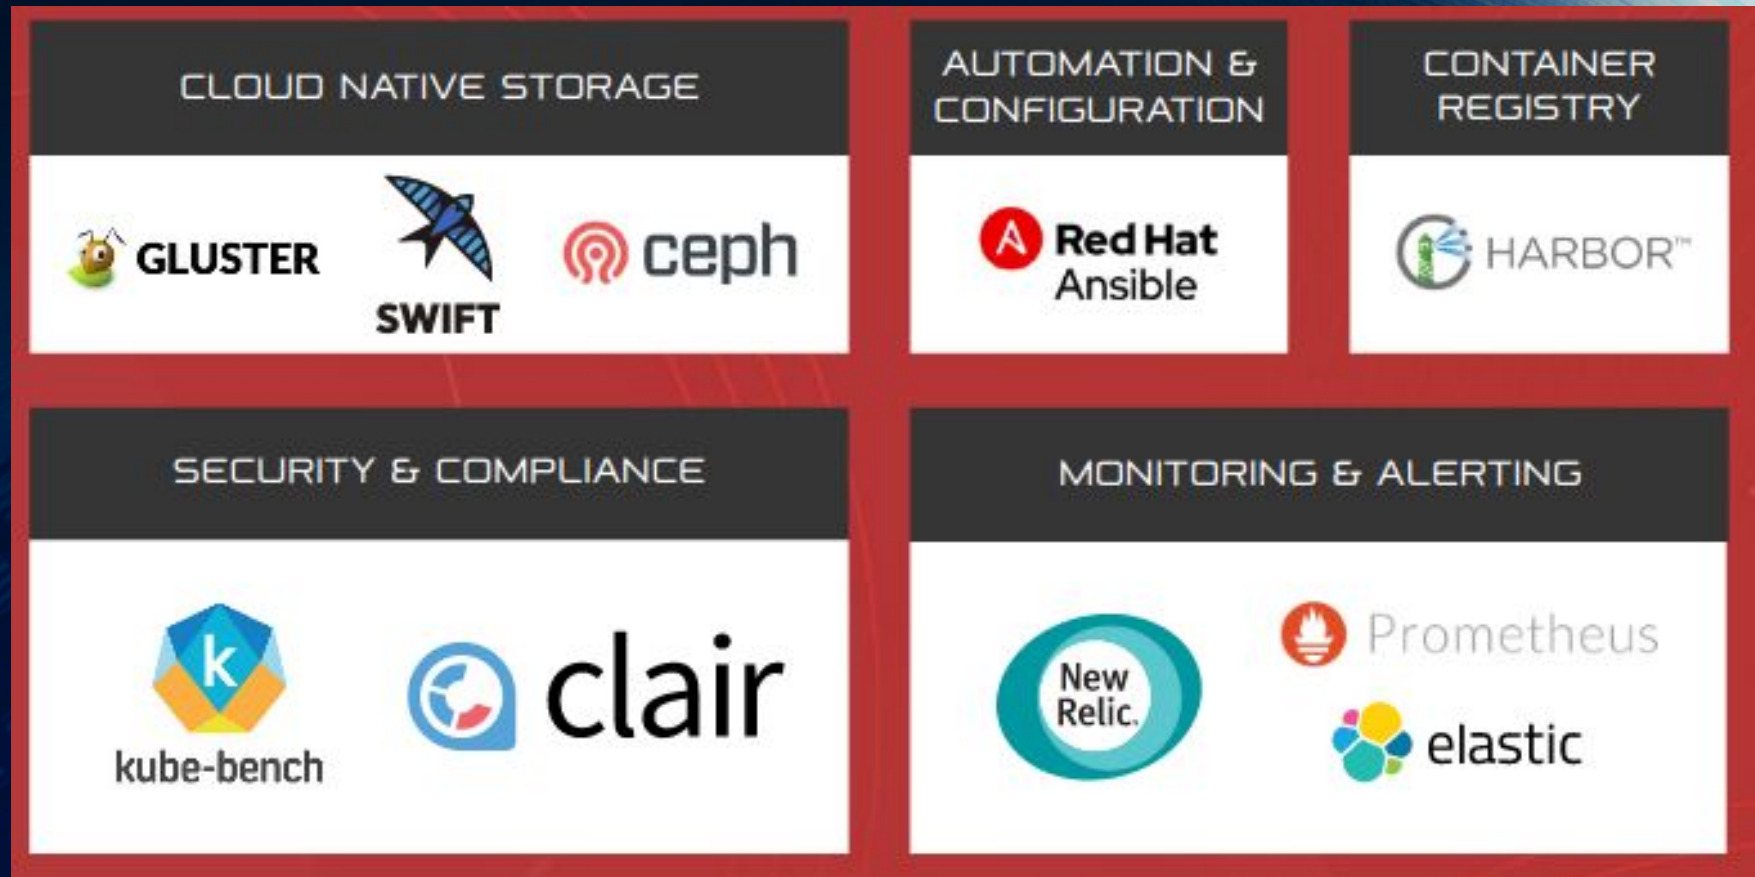 CLOUD NATIVE STORAGE
GLUSTER
SWIFT
ceph
AUTOMATION &
CONFIGURATION
A
Red Hat
Ansible
CONTAINER
REGISTRY
HARBOR™
SECURITY & COMPLIANCE
k
kube-bench
clair
MONITORING & ALERTING
New
Relic.
Prometheus
elastic